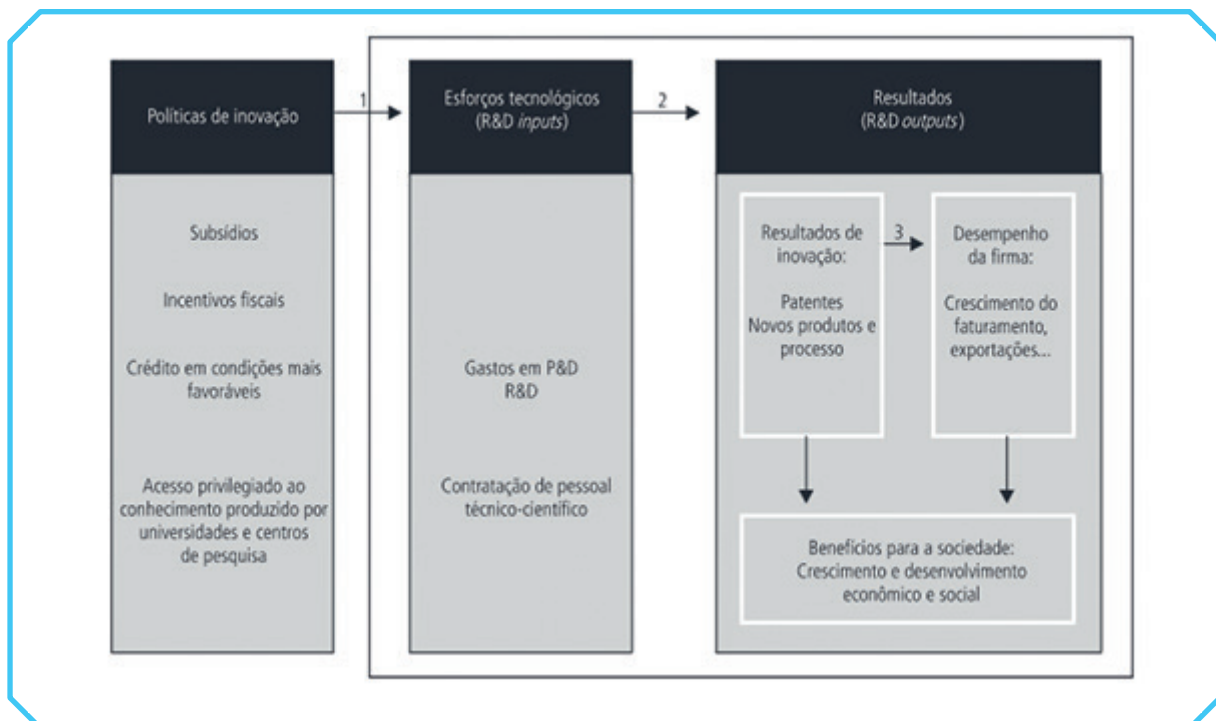 Políticas de inovação
Subsídios
Incentivos fiscais
Crédito em condições mais
favoráveis
Acesso privilegiado ao
conhecimento produzido por
universidades e centros
de pesquisa
1
Esforços tecnológicos
(R&D inputs)
Gastos em P&D
R&D
Contratação de pessoal
técnico-científico
2
Resultados
(R&D outputs)
Resultados de
inovação:
Patentes
Novos produtos e
processo
3
Desempenho
da firma:
Crescimento do
faturamento,
exportações...
Benefícios para a sociedade:
Crescimento e desenvolvimento
econômico e social